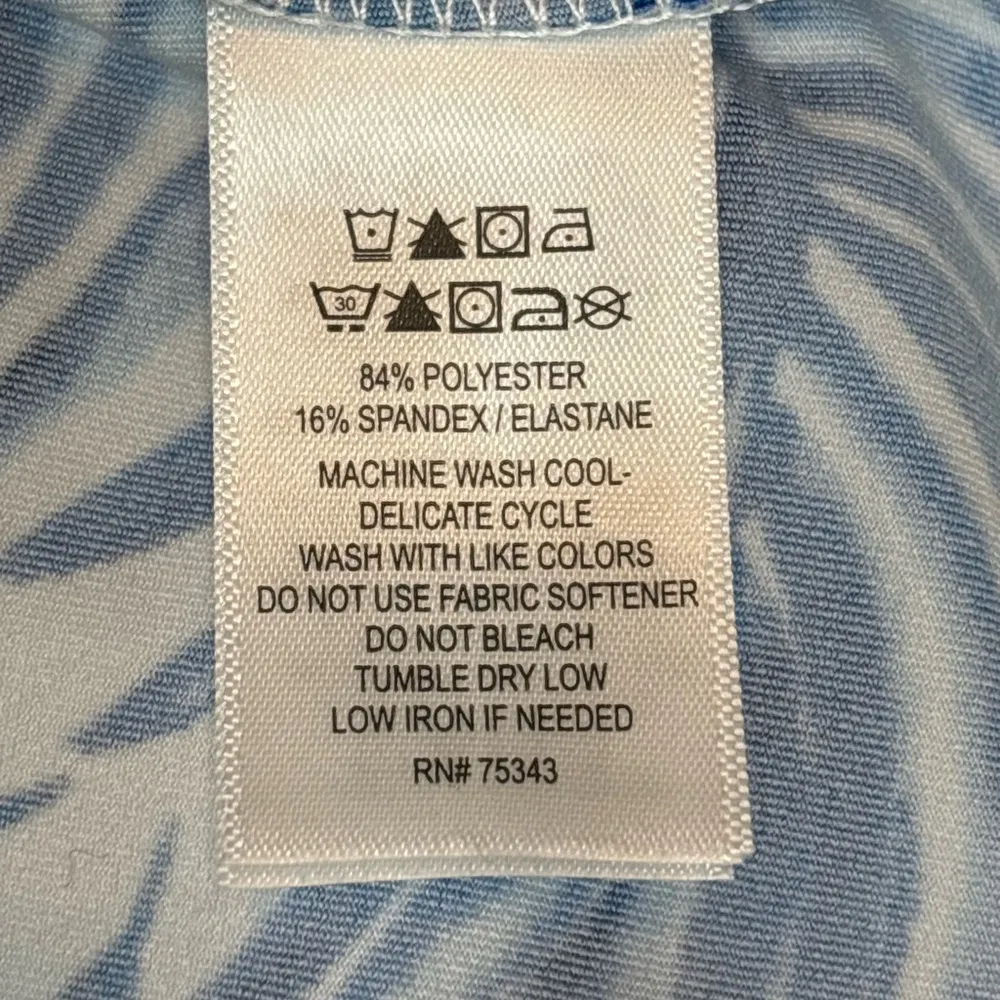 30
84% POLYESTER
16% SPANDEX / ELASTANE
MACHINE WASH COOL-
DELICATE CYCLE
WASH WITH LIKE COLORS
DO NOT USE FABRIC SOFTENER
DO NOT BLEACH
TUMBLE DRY LOW
LOW IRON IF NEEDED
RN# 75343